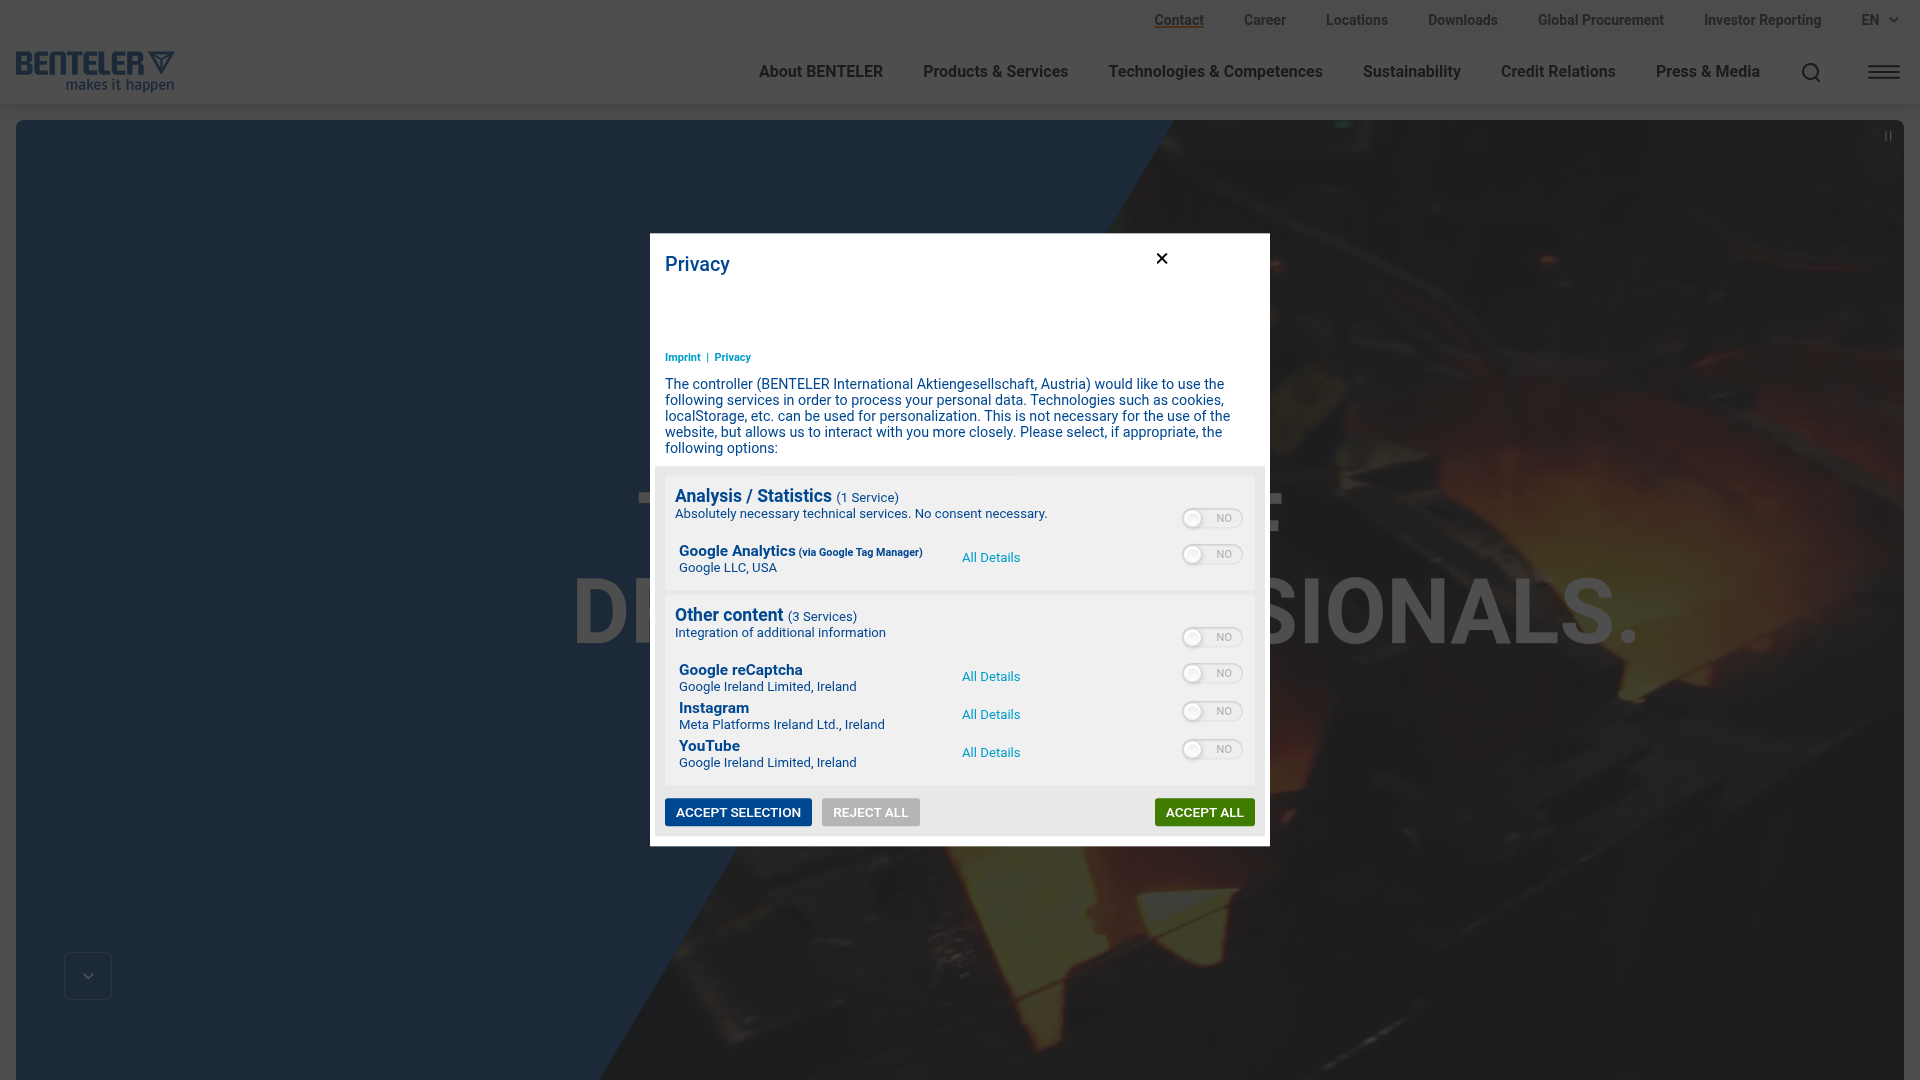 Contact Career Locations Downloads Global Procurement Investor Reporting EN
BENTELER
makes it happen
About BENTELER Products & Services Technologies & Competences Sustainability Credit Relations Press & Media
Privacy
Imprint | Privacy
The controller (BENTELER International Aktiengesellschaft, Austria) would like to use the
following services in order to process your personal data. Technologies such as cookies,
localStorage, etc. can be used for personalization. This is not necessary for the use of the
website, but allows us to interact with you more closely. Please select, if appropriate, the
following options:
Analysis / Statistics (1 Service)
Absolutely necessary technical services. No consent necessary.
NO
Google Analytics (via Google Tag Manager)
Google LLC, USA
All Details
NO
Other content (3 Services)
Integration of additional information
NO
Google reCaptcha
Google Ireland Limited, Ireland
All Details
NO
Instagram
Meta Platforms Ireland Ltd., Ireland
All Details
NO
YouTube
Google Ireland Limited, Ireland
All Details
NO
ACCEPT SELECTION REJECT ALL ACCEPT ALL